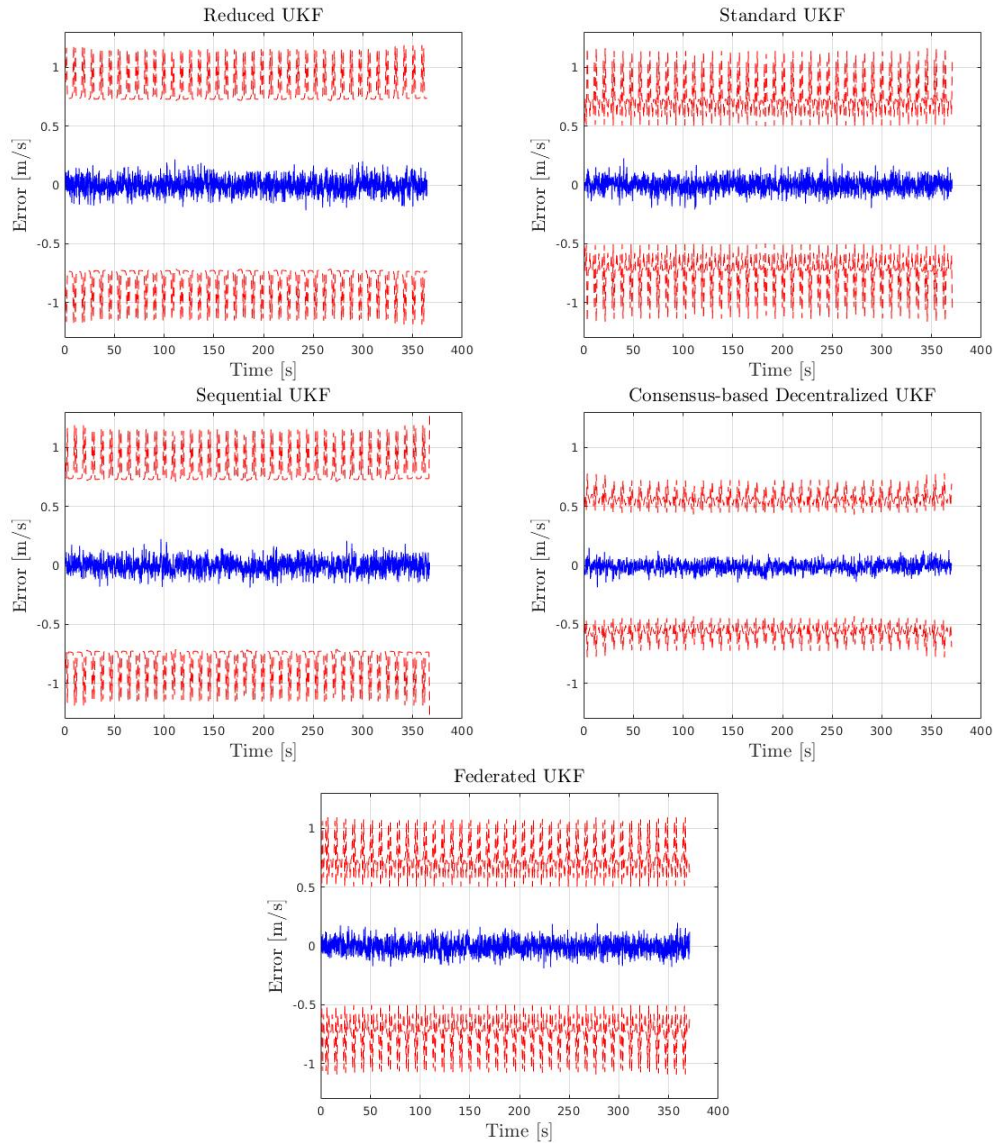 Reduced UKF
Error [m/s]
1
0.5
0
-0.5
-1
0 50 100 150 200 250 300 350 400
Time [s]
Standard UKF
Error [m/s]
1
0.5
0
-0.5
-1
0 50 100 150 200 250 300 350 400
Time [s]
Sequential UKF
Error [m/s]
1
0.5
0
-0.5
-1
0 50 100 150 200 250 300 350 400
Time [s]
Consensus-based Decentralized UKF
Error [m/s]
1
0.5
0
-0.5
-1
0 50 100 150 200 250 300 350 400
Time [s]
Federated UKF
Error [m/s]
1
0.5
0
-0.5
-1
0 50 100 150 200 250 300 350 400
Time [s]